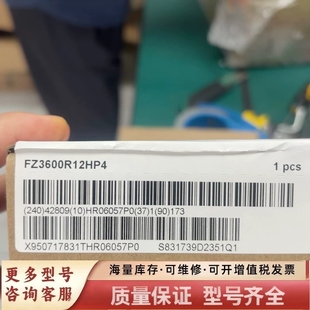 FZ3600R12HP4
1 pcs
(240)42809(10)HR06057P0(37)1(90)173
X950717831THR06057P0 S831739D2351Q1
更多型号 咨询客服
海量库存·可维修·可开增值税发票
质量保证 型号齐全